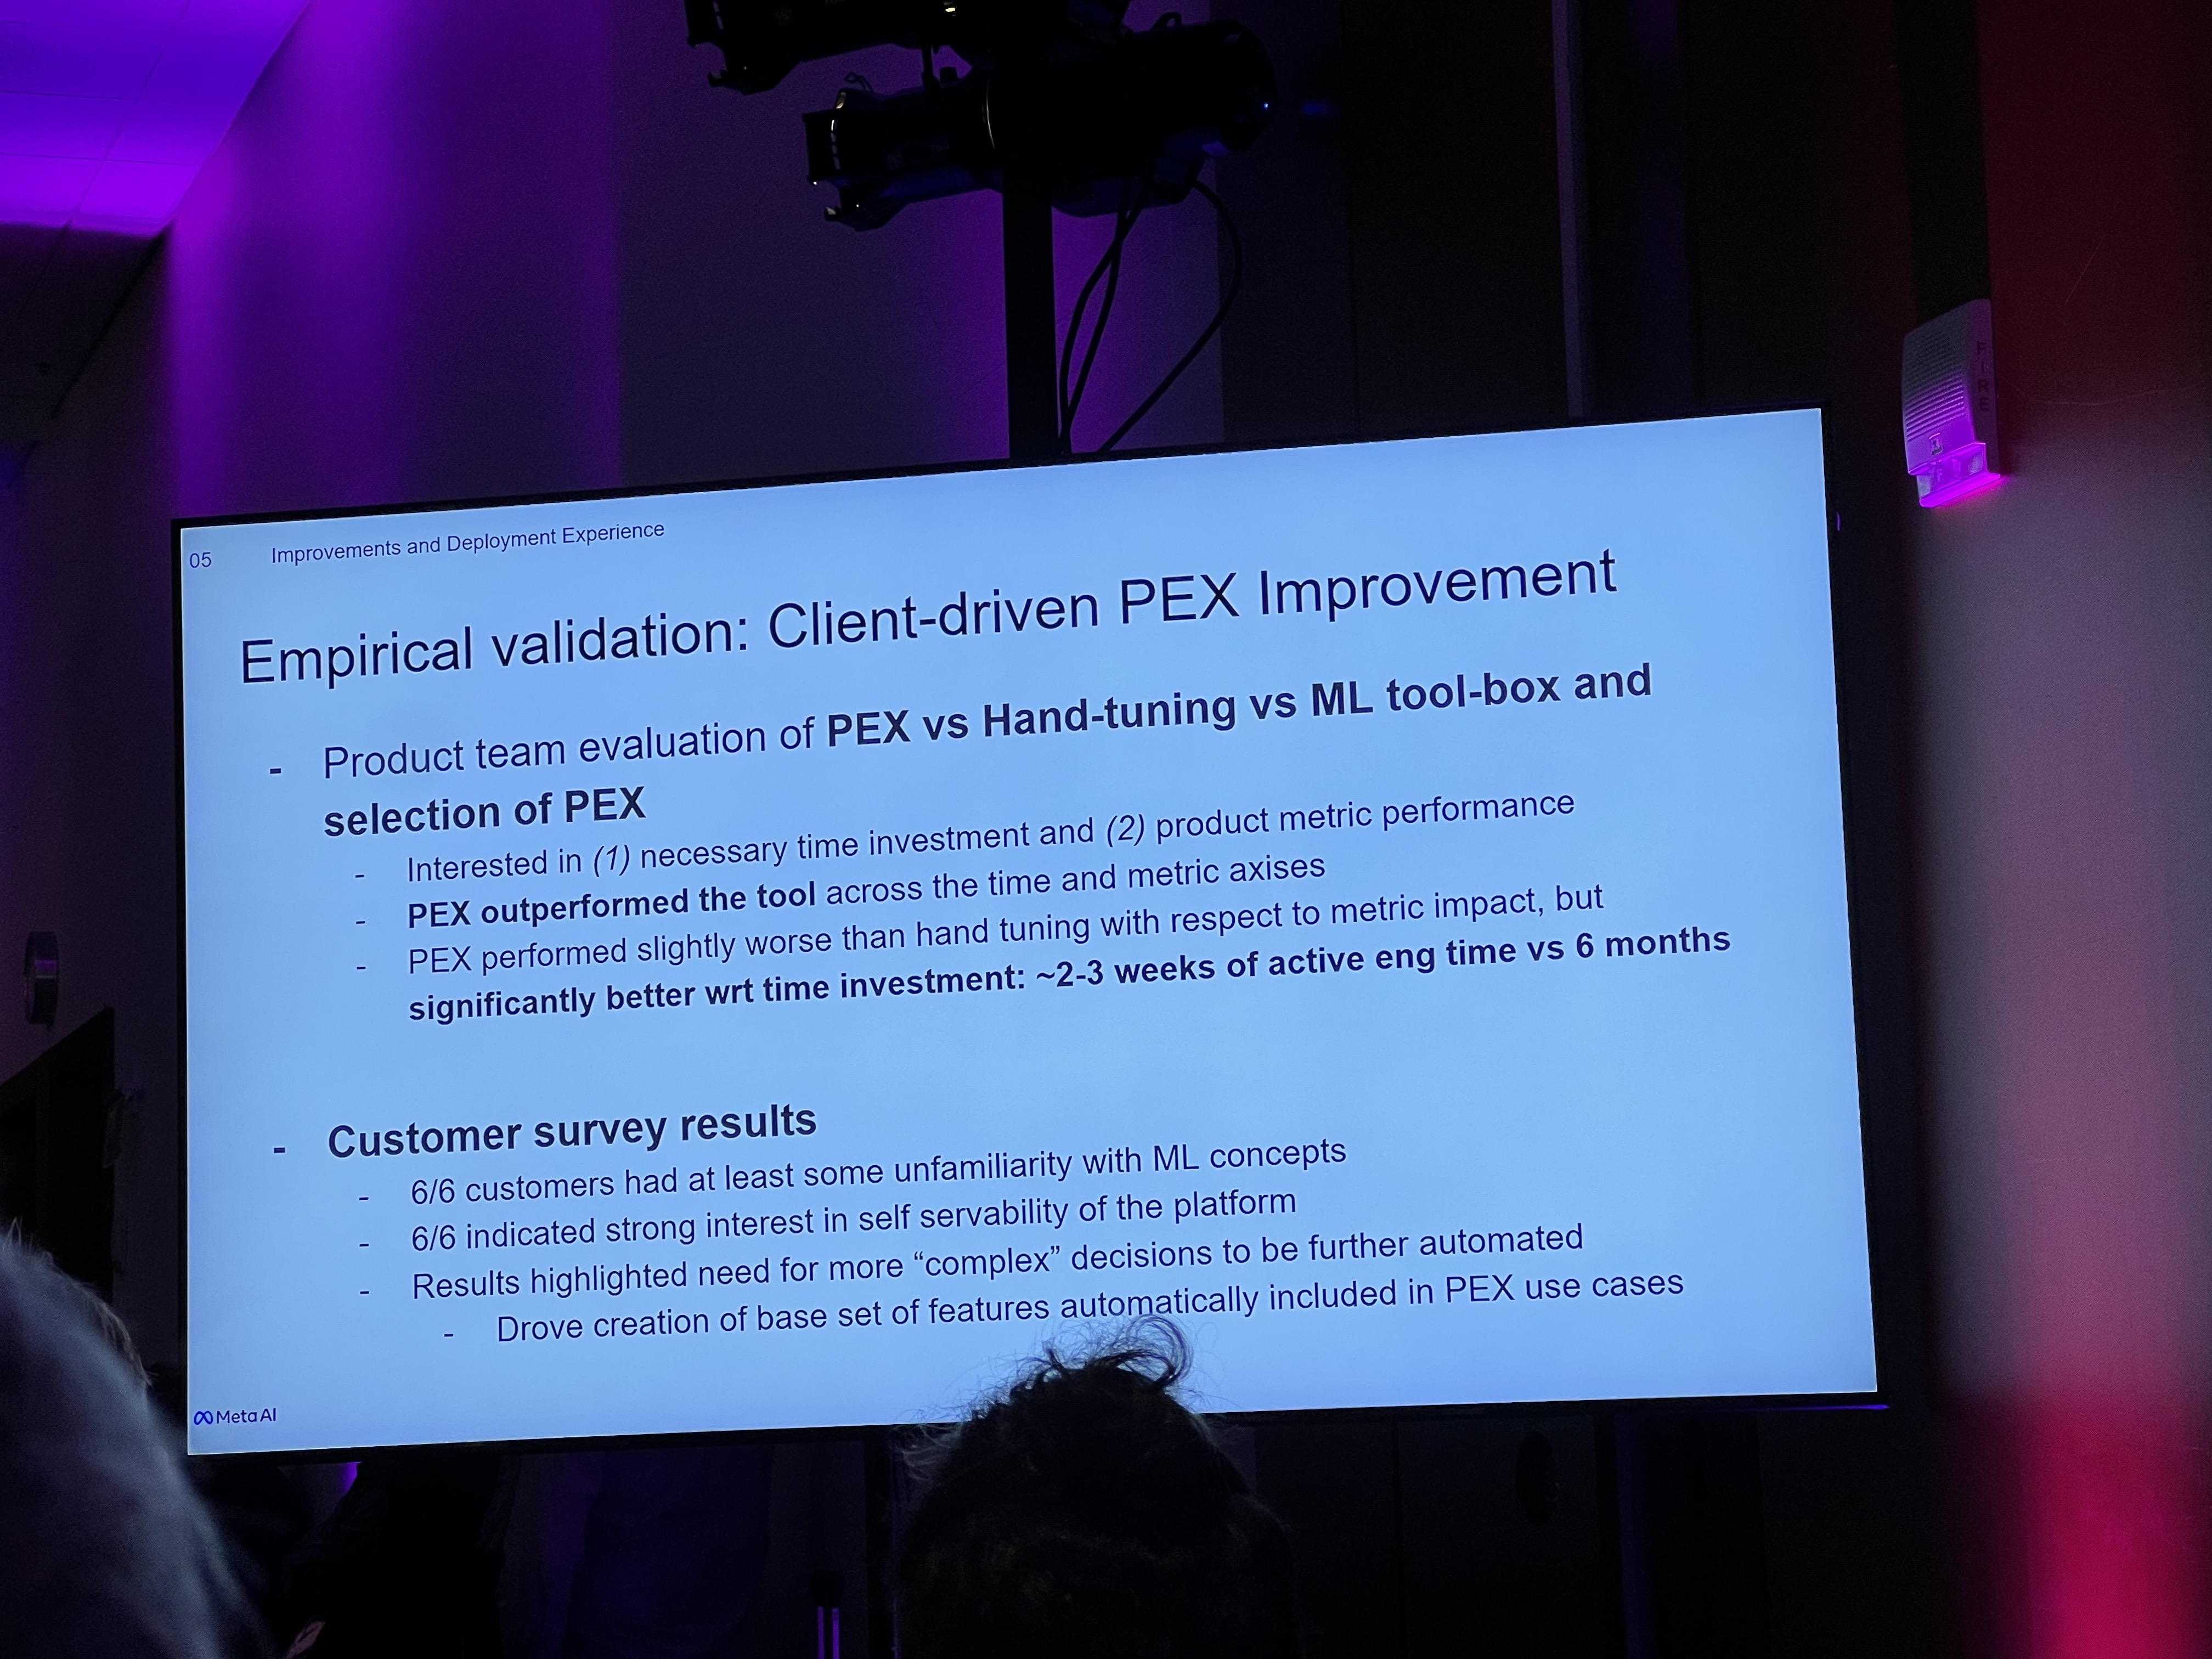 05 Improvements and Deployment Experience
Empirical validation: Client-driven PEX Improvement
- Product team evaluation of PEX vs Hand-tuning vs ML tool-box and
selection of PEX
- Interested in (1) necessary time investment and (2) product metric performance
- PEX outperformed the tool across the time and metric axises
- PEX performed slightly worse than hand tuning with respect to metric impact, but
significantly better wrt time investment: ~2-3 weeks of active eng time vs 6 months
- Customer survey results
- 6/6 customers had at least some unfamiliarity with ML concepts
- 6/6 indicated strong interest in self servability of the platform
- Results highlighted need for more “complex” decisions to be further automated
- Drove creation of base set of features automatically included in PEX use cases
Meta AI
FIRE